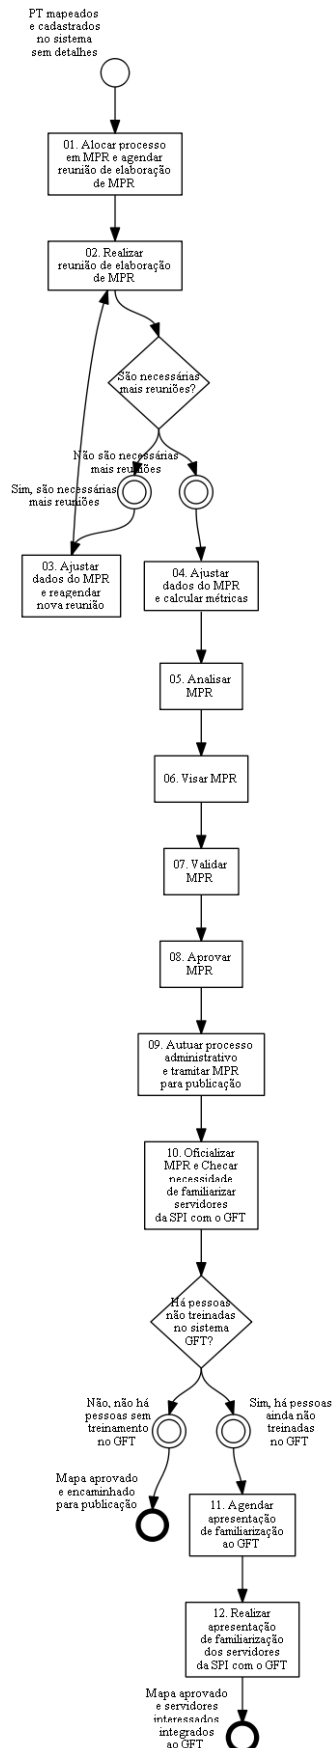 PT mapeados
e cadastrados
no sistema
sem detalhes
01. Alocar processo
em MPR e agendar
reunião de elaboração
de MPR
02. Realizar
reunião de elaboração
de MPR
São necessárias
mais reuniões?
Não são necessárias
mais reuniões
Sim, são necessárias
mais reuniões
03. Ajustar
dados do MPR
e reagendar
nova reunião
04. Ajustar
dados do MPR
e calcular métricas
05. Analisar
MPR
06. Visar MPR
07. Validar
MPR
08. Aprovar
MPR
09. Autuar processo
administrativo
e tramitar MPR
para publicação
10. Oficializar
MPR e Checar
necessidade
de familiarizar
servidores
da SPI com o GFT
Há pessoas
não treinadas
no sistema
GFT?
Não, não há
pessoas sem
treinamento
no GFT
Sim, há pessoas
ainda não
treinadas
no GFT
Mapa aprovado
e encaminhado
para publicação
11. Agendar
apresentação
de familiarização
ao GFT
12. Realizar
apresentação
de familiarização
dos servidores
da SPI com o GFT
Mapa aprovado
e servidores
interessados
integrados
ao GFT